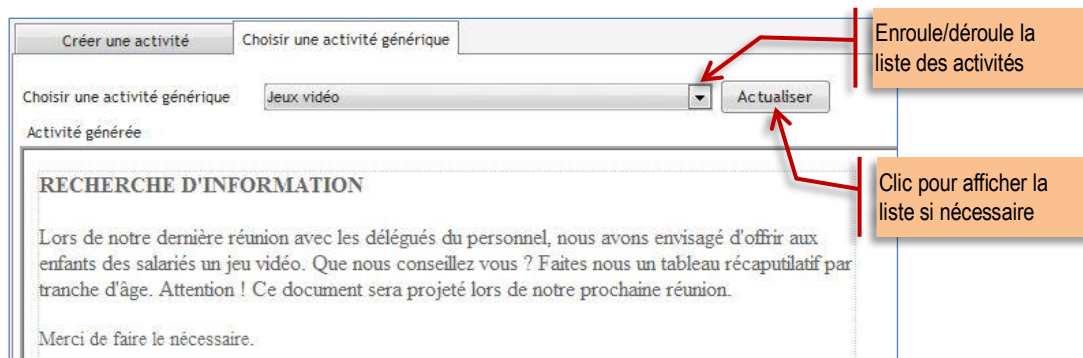 Créer une activité
Choisir une activité générique
Enroule/déroule la
liste des activités
Choisir une activité générique
Jeux vidéo
Actualiser
Activité générée
RECHERCHE D'INFORMATION
Lors de notre dernière réunion avec les délégués du personnel, nous avons envisagé d'offrir aux
enfants des salariés un jeu vidéo. Que nous conseillez vous ? Faites nous un tableau récaputilatif par
tranche d'âge. Attention ! Ce document sera projeté lors de notre prochaine réunion.
Merci de faire le nécessaire.
Clic pour afficher la
liste si nécessaire